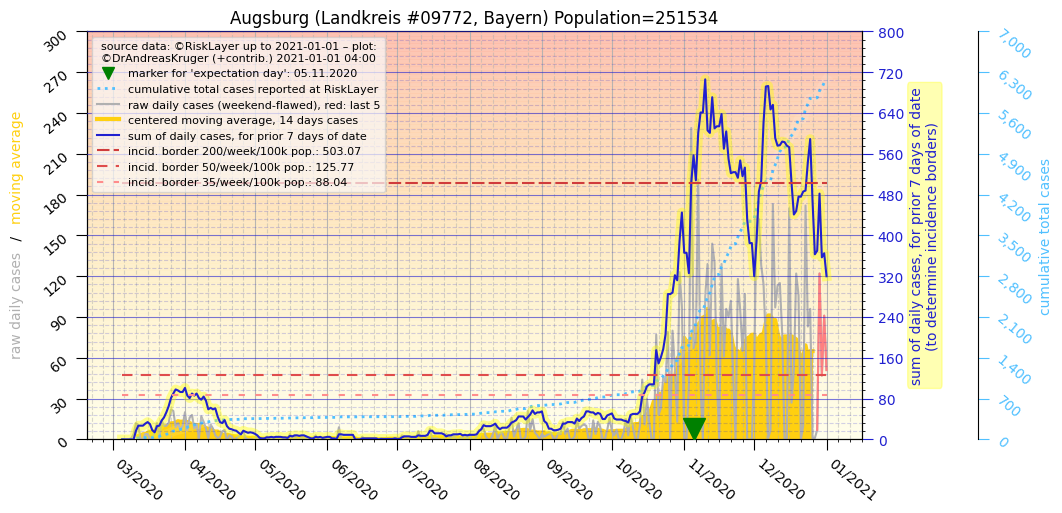 Augsburg (Landkreis #09772, Bayern) Population=251534
source data: ©RiskLayer up to 2021-01-01 – plot:
©DrAndreasKruger (+contrib.) 2021-01-01 04:00
marker for 'expectation day': 05.11.2020
cumulative total cases reported at RiskLayer
raw daily cases (weekend-flawed), red: last 5
centered moving average, 14 days cases
sum of daily cases, for prior 7 days of date
incid. border 200/week/100k pop.: 503.07
incid. border 50/week/100k pop.: 125.77
incid. border 35/week/100k pop.: 88.04
raw daily cases / moving average
300
270
240
210
180
150
120
90
60
30
0
03/2020
04/2020
05/2020
06/2020
07/2020
08/2020
09/2020
10/2020
11/2020
12/2020
01/2021
800
720
640
560
480
400
320
240
160
80
0
sum of daily cases, for prior 7 days of date
(to determine incidence borders)
7,000
6,300
5,600
4,900
4,200
3,500
2,800
2,100
1,400
700
0
cumulative total cases